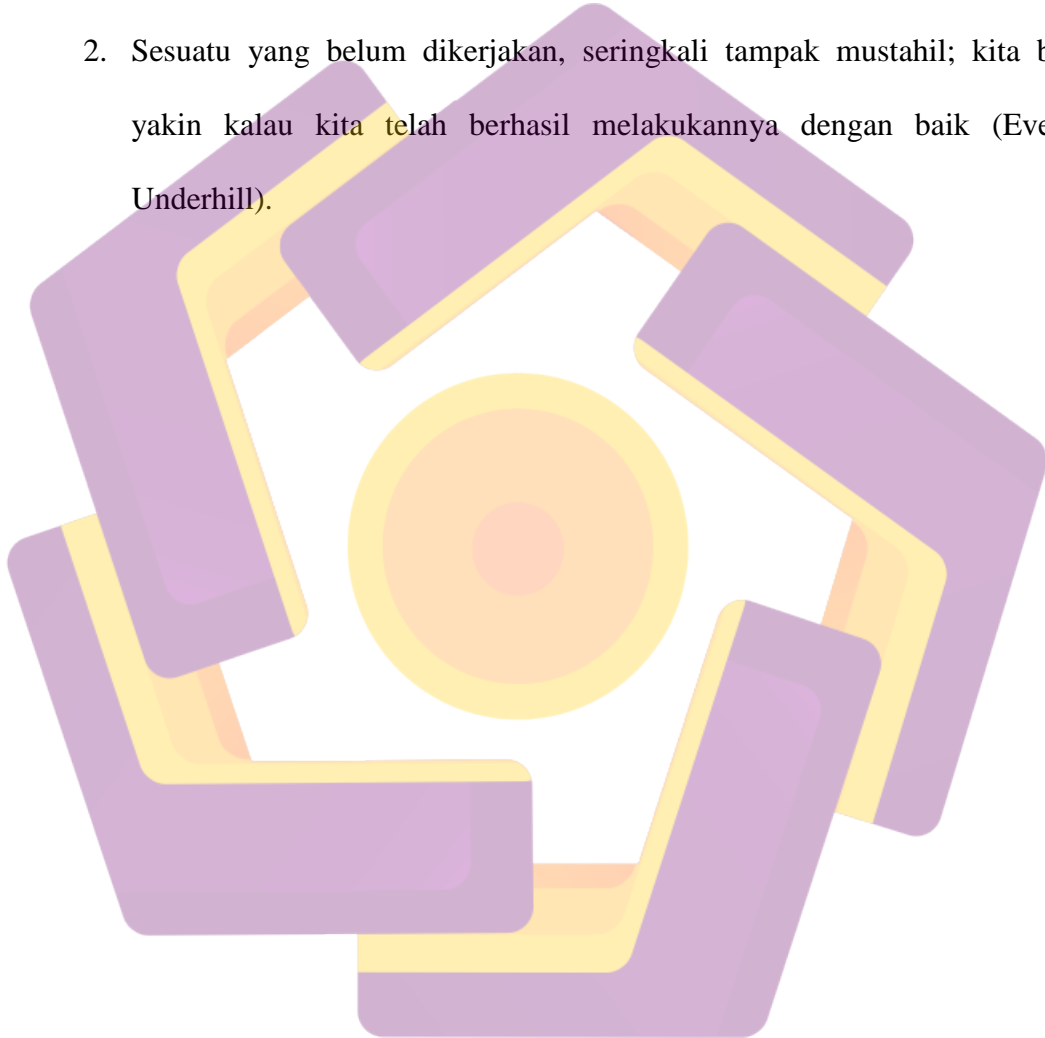 2. Sesuatu yang belum dikerjakan, seringkali tampak mustahil; kita
yakin kalau kita telah berhasil melakukannya dengan baik
Underhill).